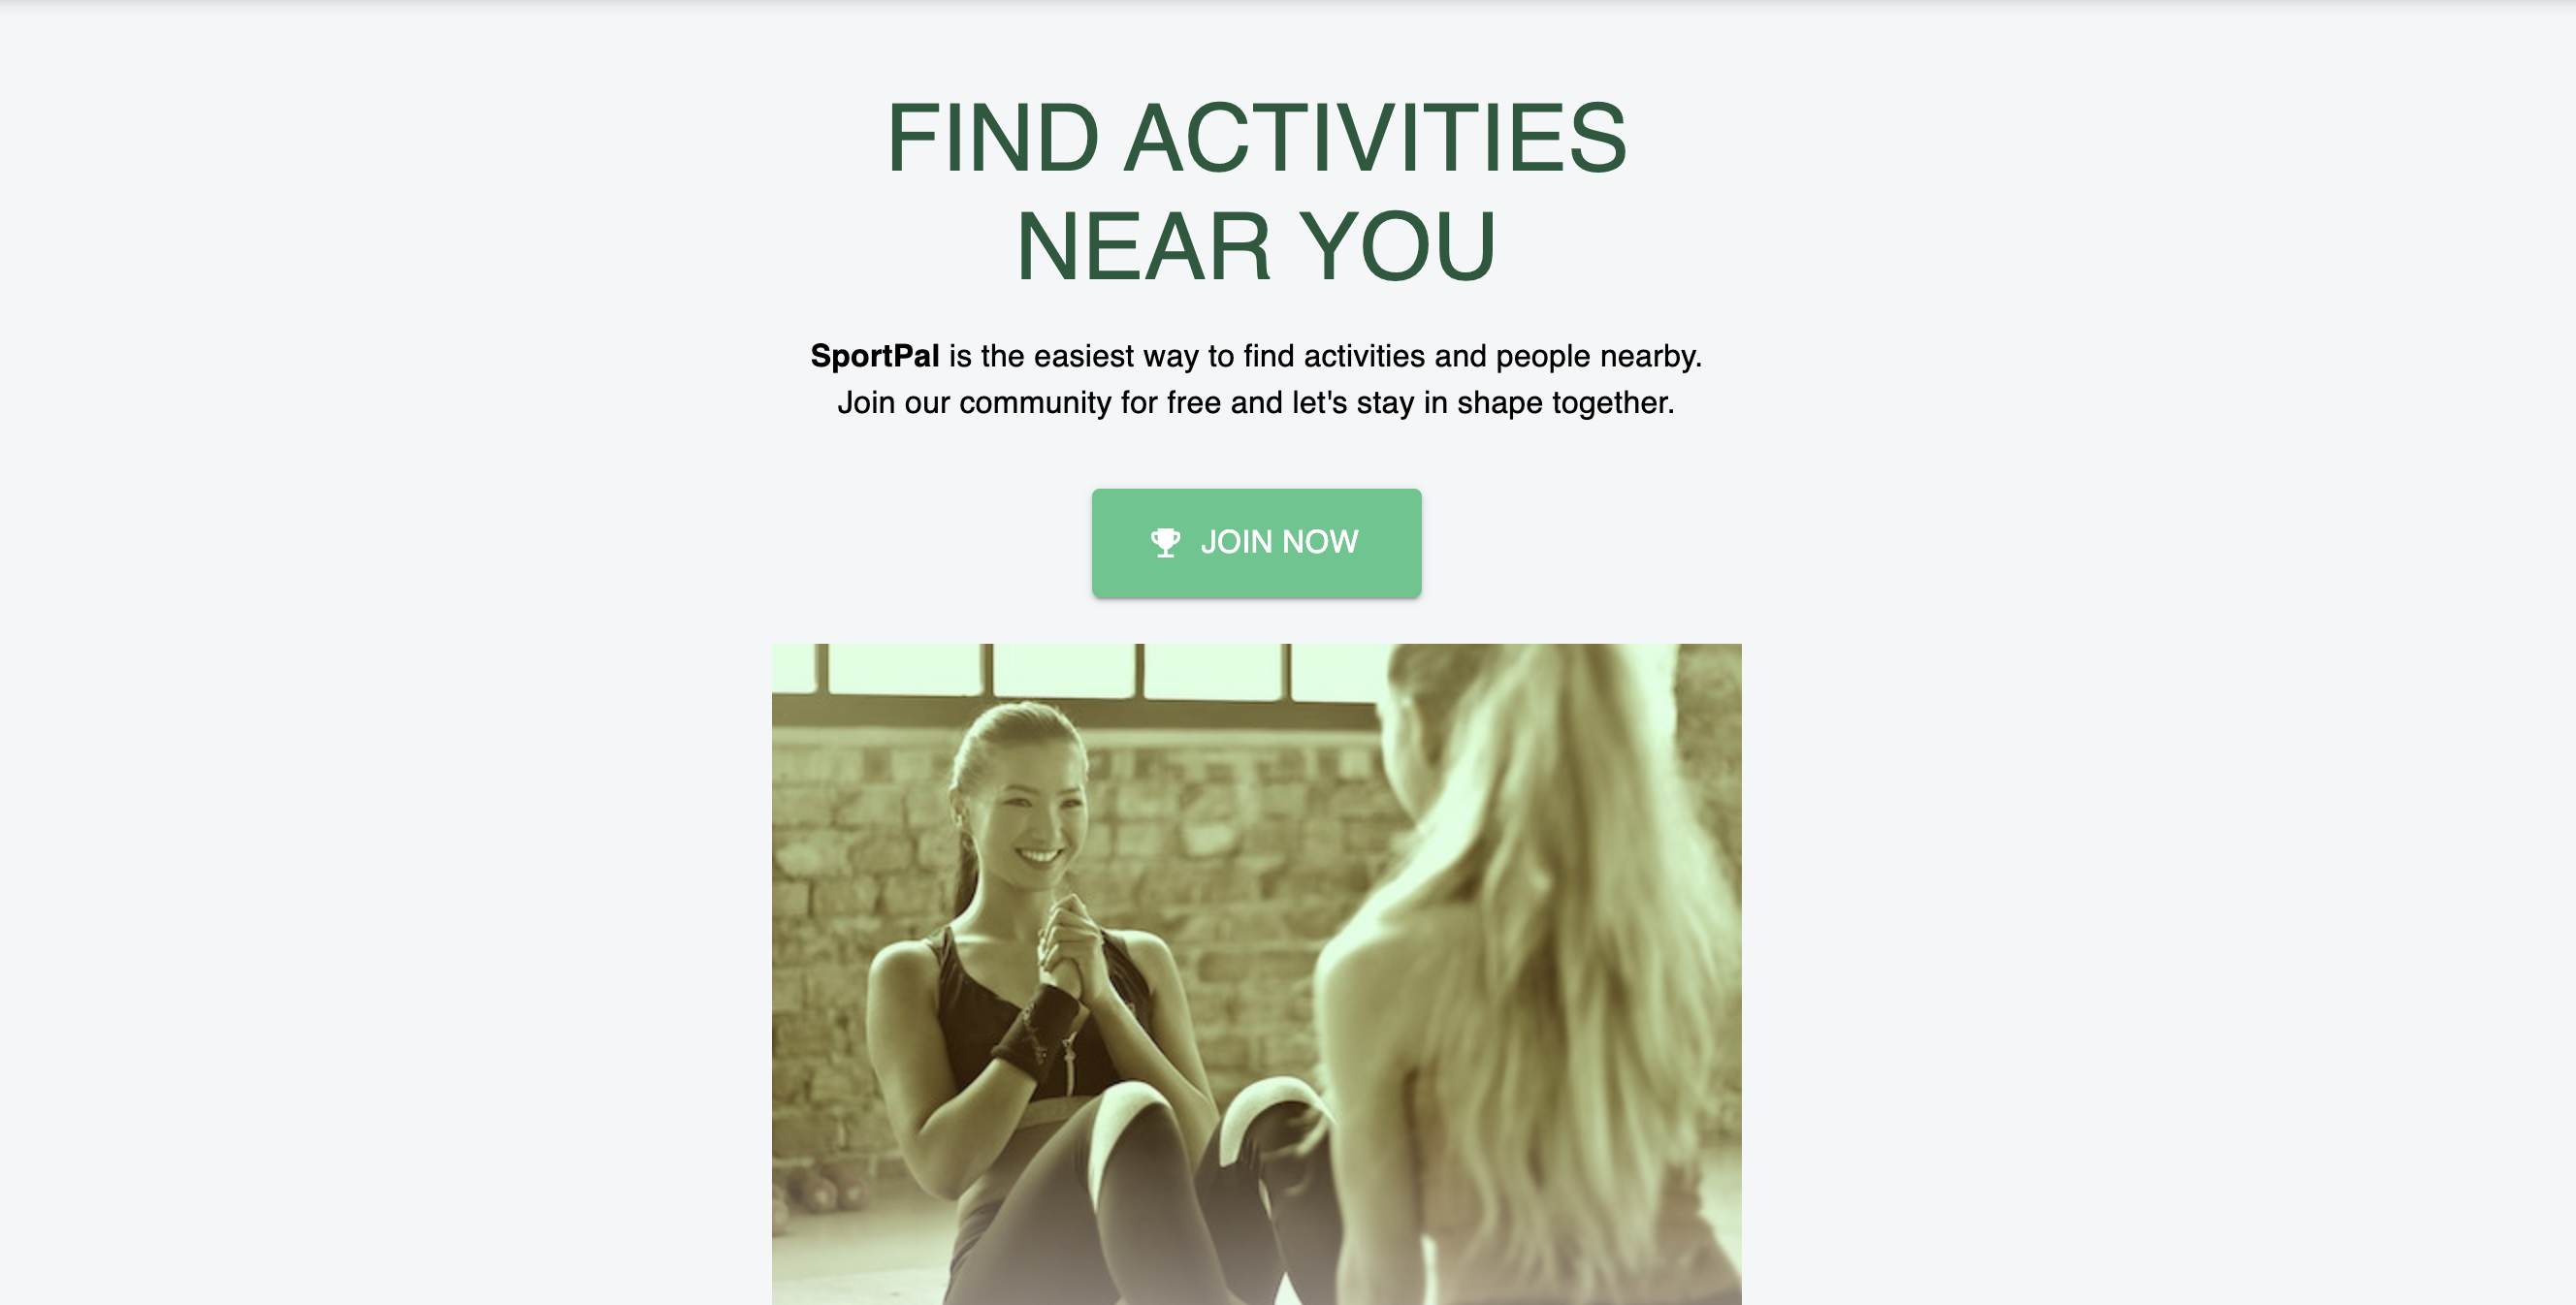 FIND ACTIVITIES
NEAR YOU
SportPal is the easiest way to find activities and people nearby.
Join our community for free and let's stay in shape together.
JOIN NOW